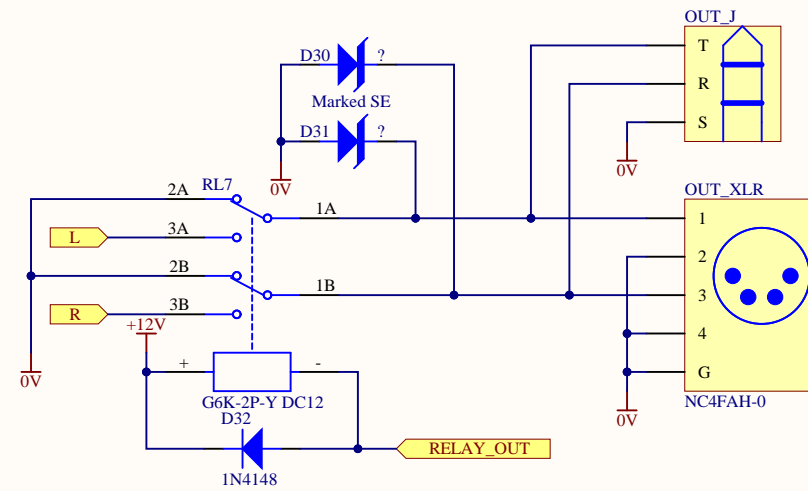 OUT_J
D30
?
T
R
Marked SE
D31
?
S
0V
0V
RL7
OUT_XLR
2A
1A
1
L
3A
2
2B
1B
3
R
3B
+12V
4
+
-
G
0V
G6K-2P-Y DC12
NC4FAH-0
D32
0V
RELAY_OUT
1N4148